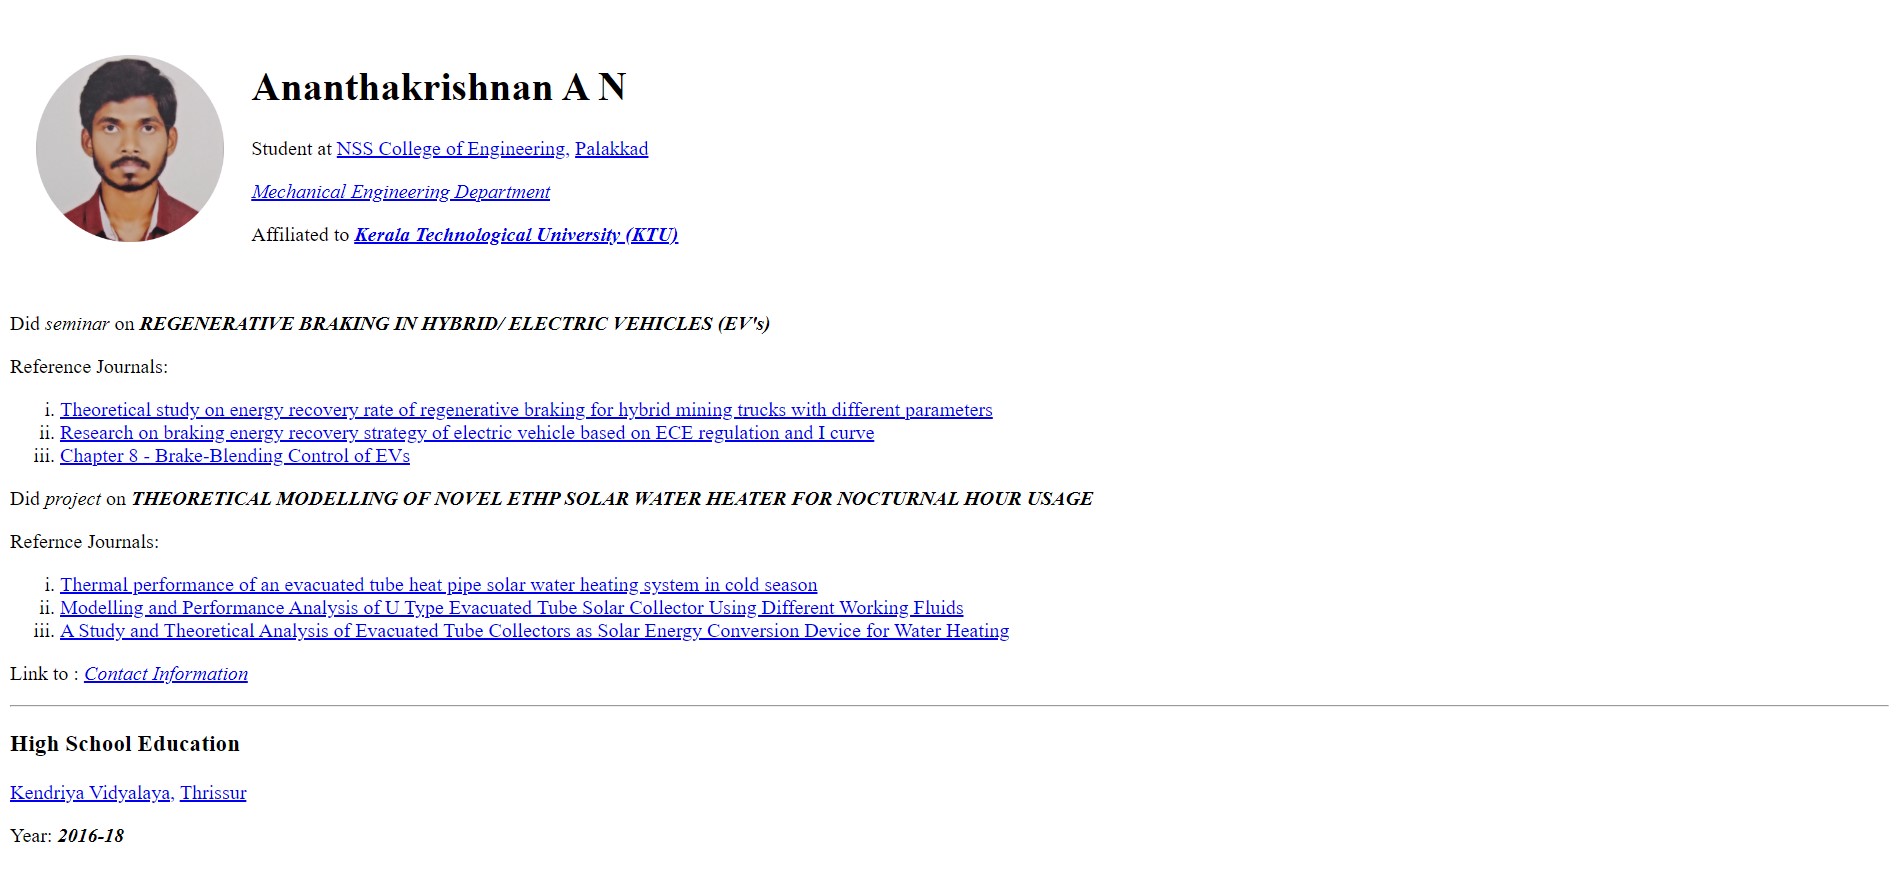 Ananthakrishnan A N
Student at NSS College of Engineering, Palakkad
Mechanical Engineering Department
Affiliated to Kerala Technological University (KTU)
Did seminar on REGENERATIVE BRAKING IN HYBRID/ ELECTRIC VEHICLES (EV's)
Reference Journals:
i. Theoretical study on energy recovery rate of regenerative braking for hybrid mining trucks with different parameters
ii. Research on braking energy recovery strategy of electric vehicle based on ECE regulation and I curve
iii. Chapter 8 - Brake-Blending Control of EVs
Did project on THEORETICAL MODELLING OF NOVEL ETHP SOLAR WATER HEATER FOR NOCTURNAL HOUR USAGE
Refernce Journals:
i. Thermal performance of an evacuated tube heat pipe solar water heating system in cold season
ii. Modelling and Performance Analysis of U Type Evacuated Tube Solar Collector Using Different Working Fluids
iii. A Study and Theoretical Analysis of Evacuated Tube Collectors as Solar Energy Conversion Device for Water Heating
Link to : Contact Information
High School Education
Kendriya Vidyalaya, Thrissur
Year: 2016-18